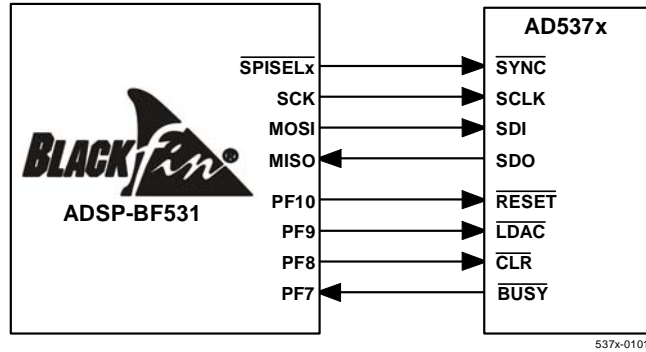 AD537x
SPISELx SYNC
SCK SCLK
MOSI SDI
MISO SDO
BLACKfin®
ADSP-BF531
PF10 RESET
PF9 LDAC
PF8 CLR
PF7 BUSY
537x-0101